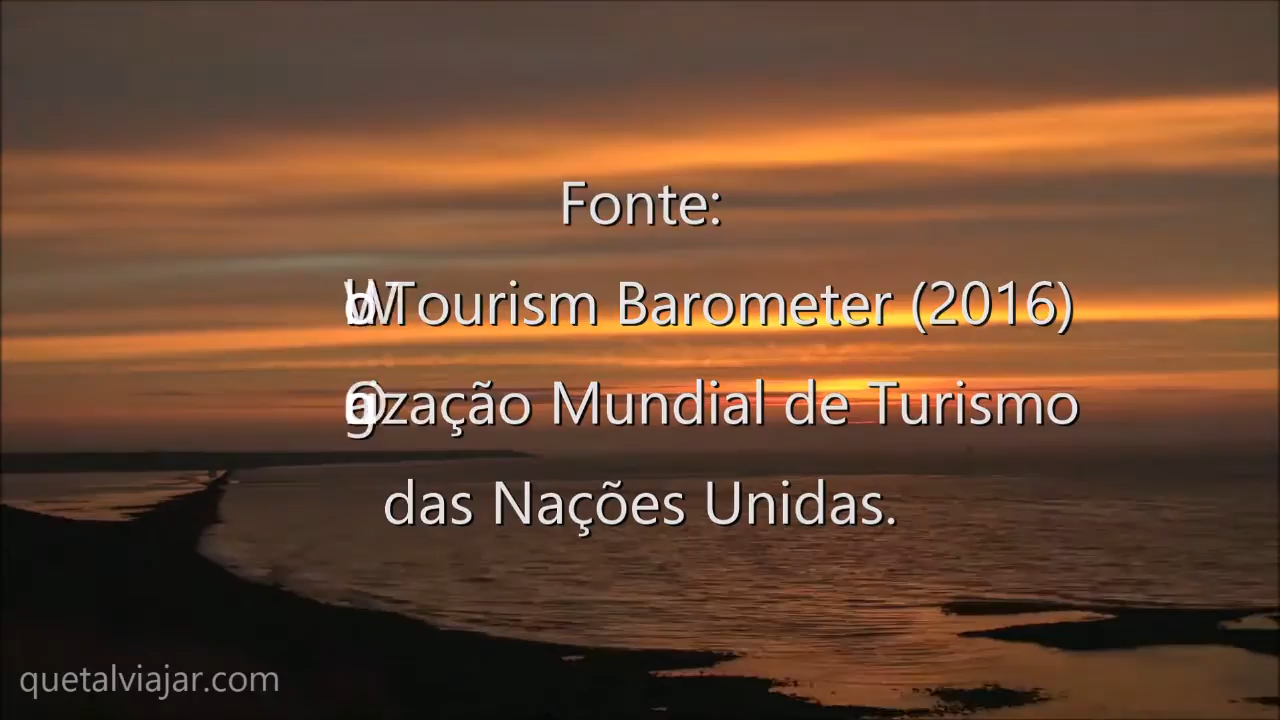 Fonte:
Tourism Barometer (2016)
Mundial de Turismo
das Nações Unidas.
quetalviajar.com